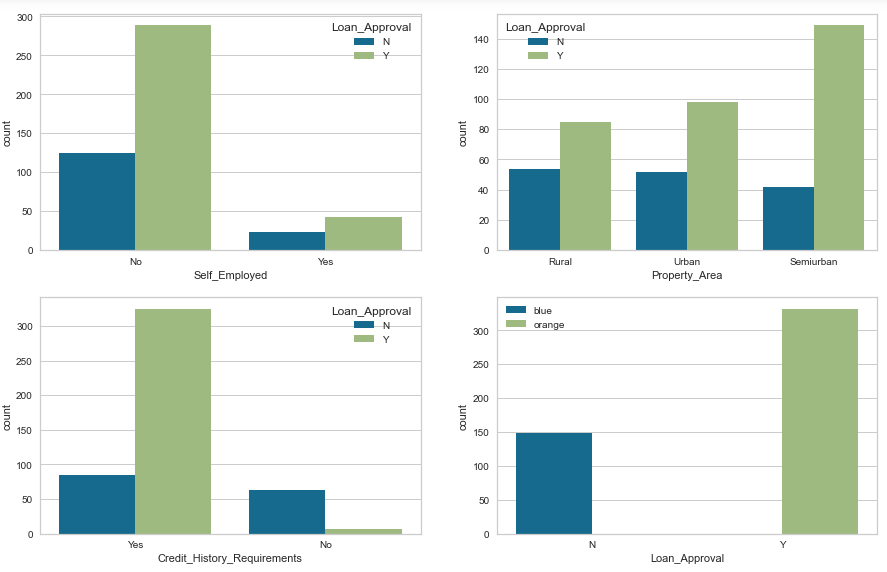 Loan_Approval
N
Y
300
250
200
150
100
50
0
count
No
Yes
Self_Employed
Loan_Approval
N
Y
140
120
100
80
60
40
20
0
count
Rural
Urban
Semiurban
Property_Area
Loan_Approval
N
Y
300
250
200
150
100
50
0
count
Yes
No
Credit_History_Requirements
blue
orange
300
250
200
150
100
50
0
count
N
Y
Loan_Approval